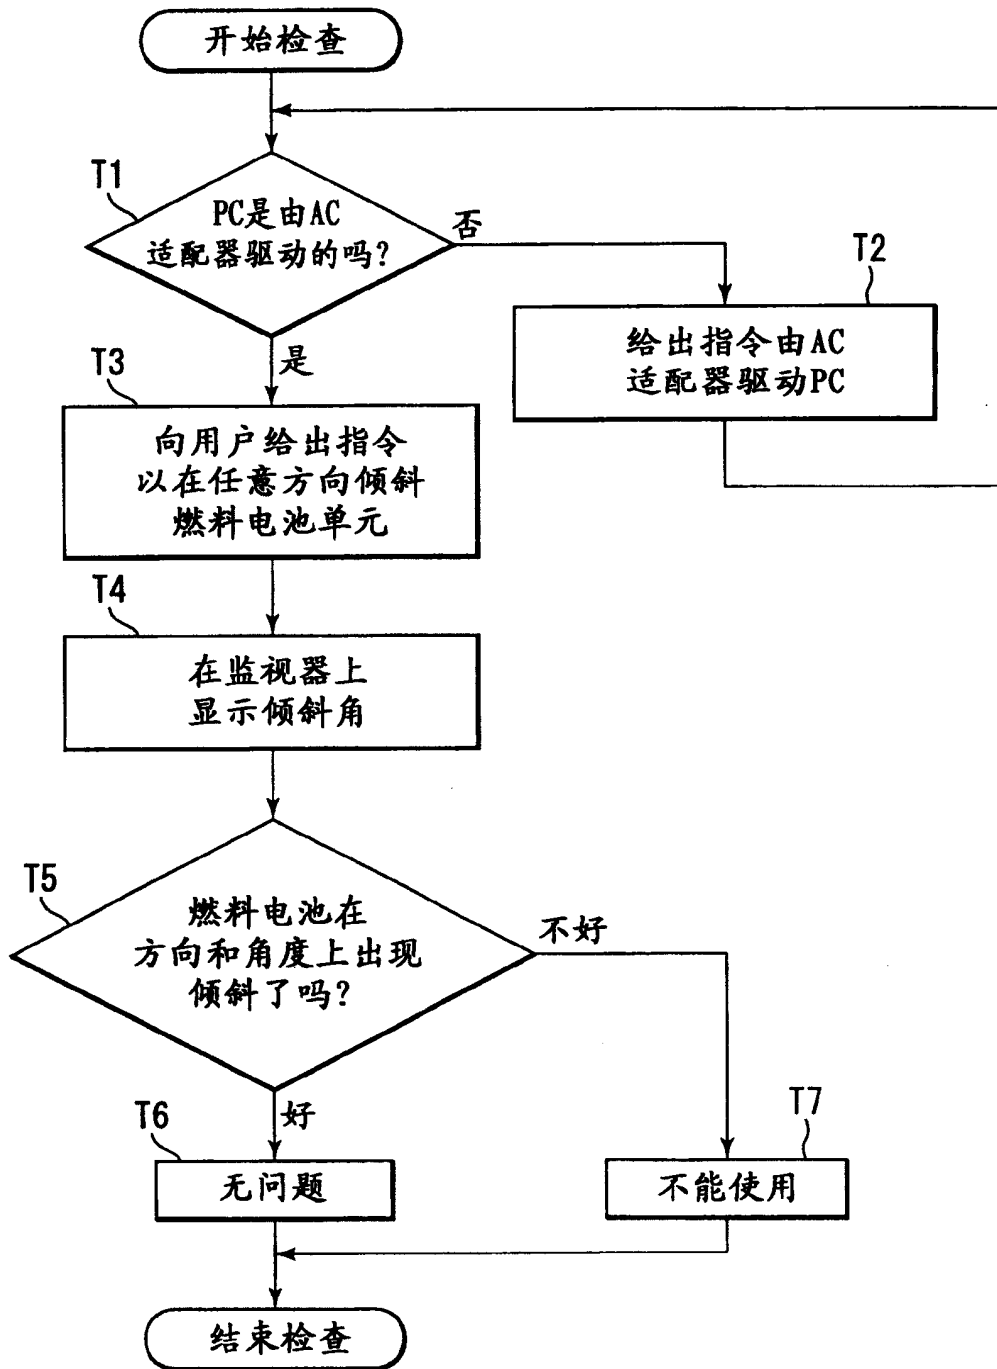 开始检查
T1
PC是由AC
适配器驱动的吗?
否
T2
给出指令由AC
适配器驱动PC
是
T3
向用户给出指令
以在任意方向倾斜
燃料电池单元
T4
在监视器上
显示倾斜角
T5
燃料电池在
方向和角度上出现
倾斜了吗?
不好
好
T6
无问题
T7
不能使用
结束检查